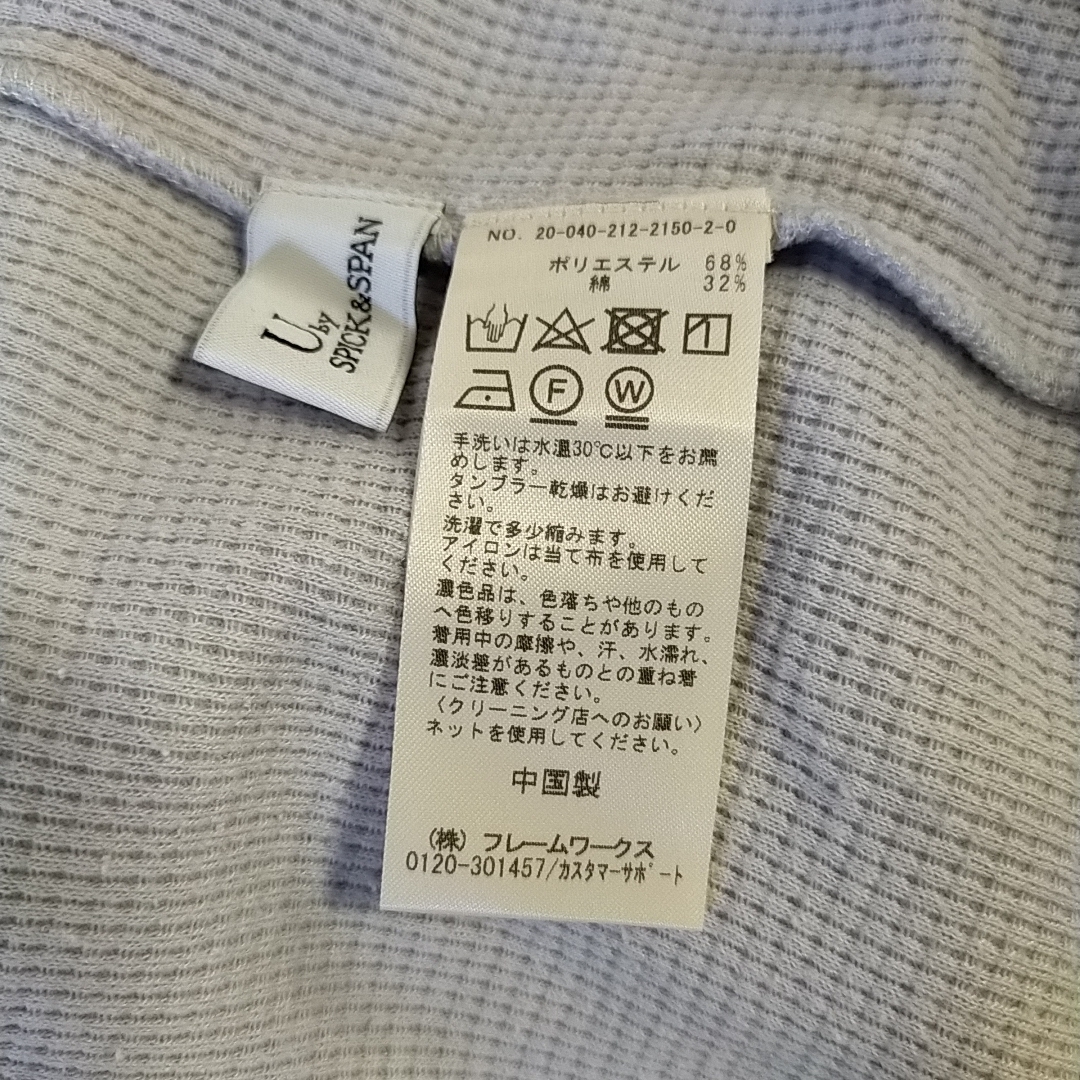 U by
SPICK&SPAN
NO. 20-040-212-2150-2-0
ポリエステル 68%
綿 32%
F W
手洗いは水温30℃以下をお薦
めします。
タンブラー乾燥はお避けくだ
さい。
洗濯で多少縮みます。
アイロンは当て布を使用して
ください。
濃色品は、色落ちや他のもの
へ色移りすることがあります。
着用中の摩擦や、汗、水濡れ、
濃淡差があるものとの重ね着
にご注意ください。
〈クリーニング店へのお願い〉
ネットを使用してください。
中国製
(株) フレームワークス
0120-301457/カスタマーサポート